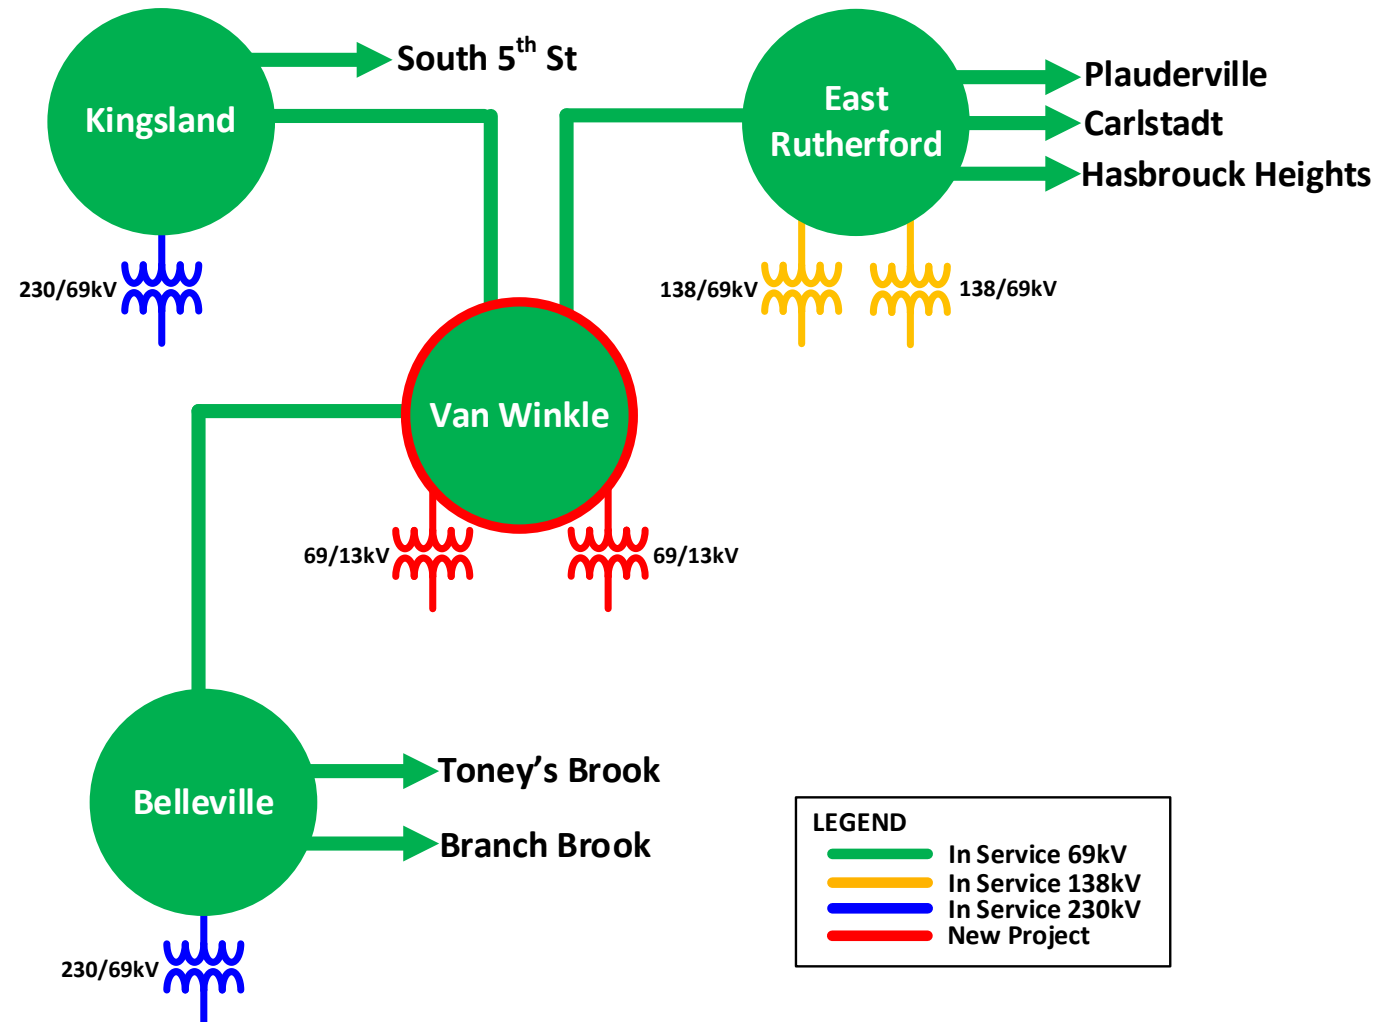 Kingsland
South 5th St
230/69kV
East
Rutherford
Plauderville
Carlstadt
Hasbrouck Heights
138/69kV
138/69kV
Van Winkle
69/13kV
69/13kV
Belleville
Toney’s Brook
Branch Brook
230/69kV
LEGEND
In Service 69kV
In Service 138kV
In Service 230kV
New Project